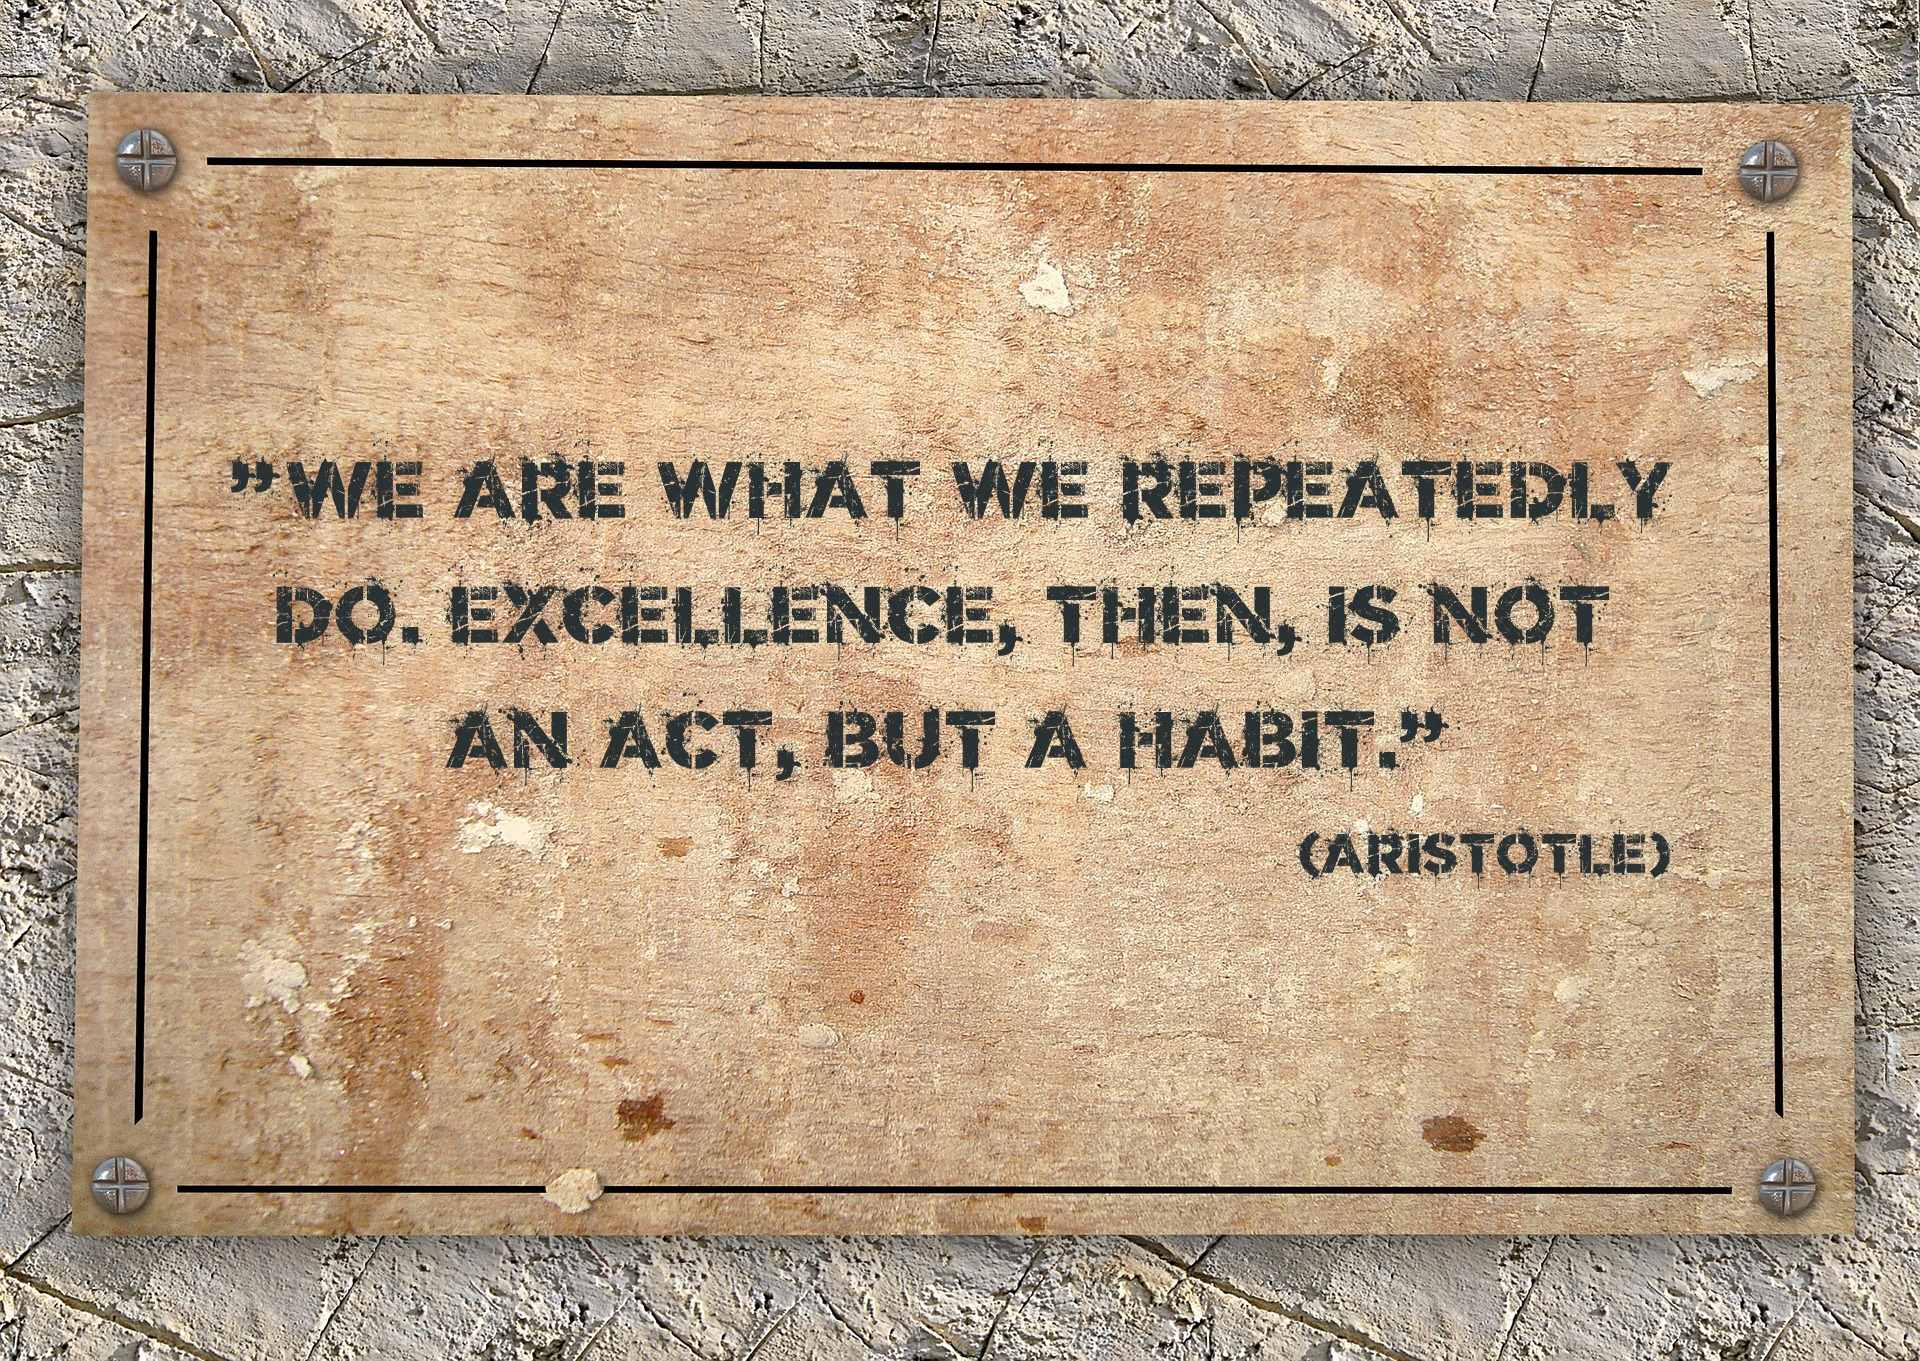 ”WE ARE WHAT WE REPEATEDLY
DO. EXCELLENCE, THEN, IS NOT
AN ACT, BUT A HABIT.”
(ARISTOTLE)